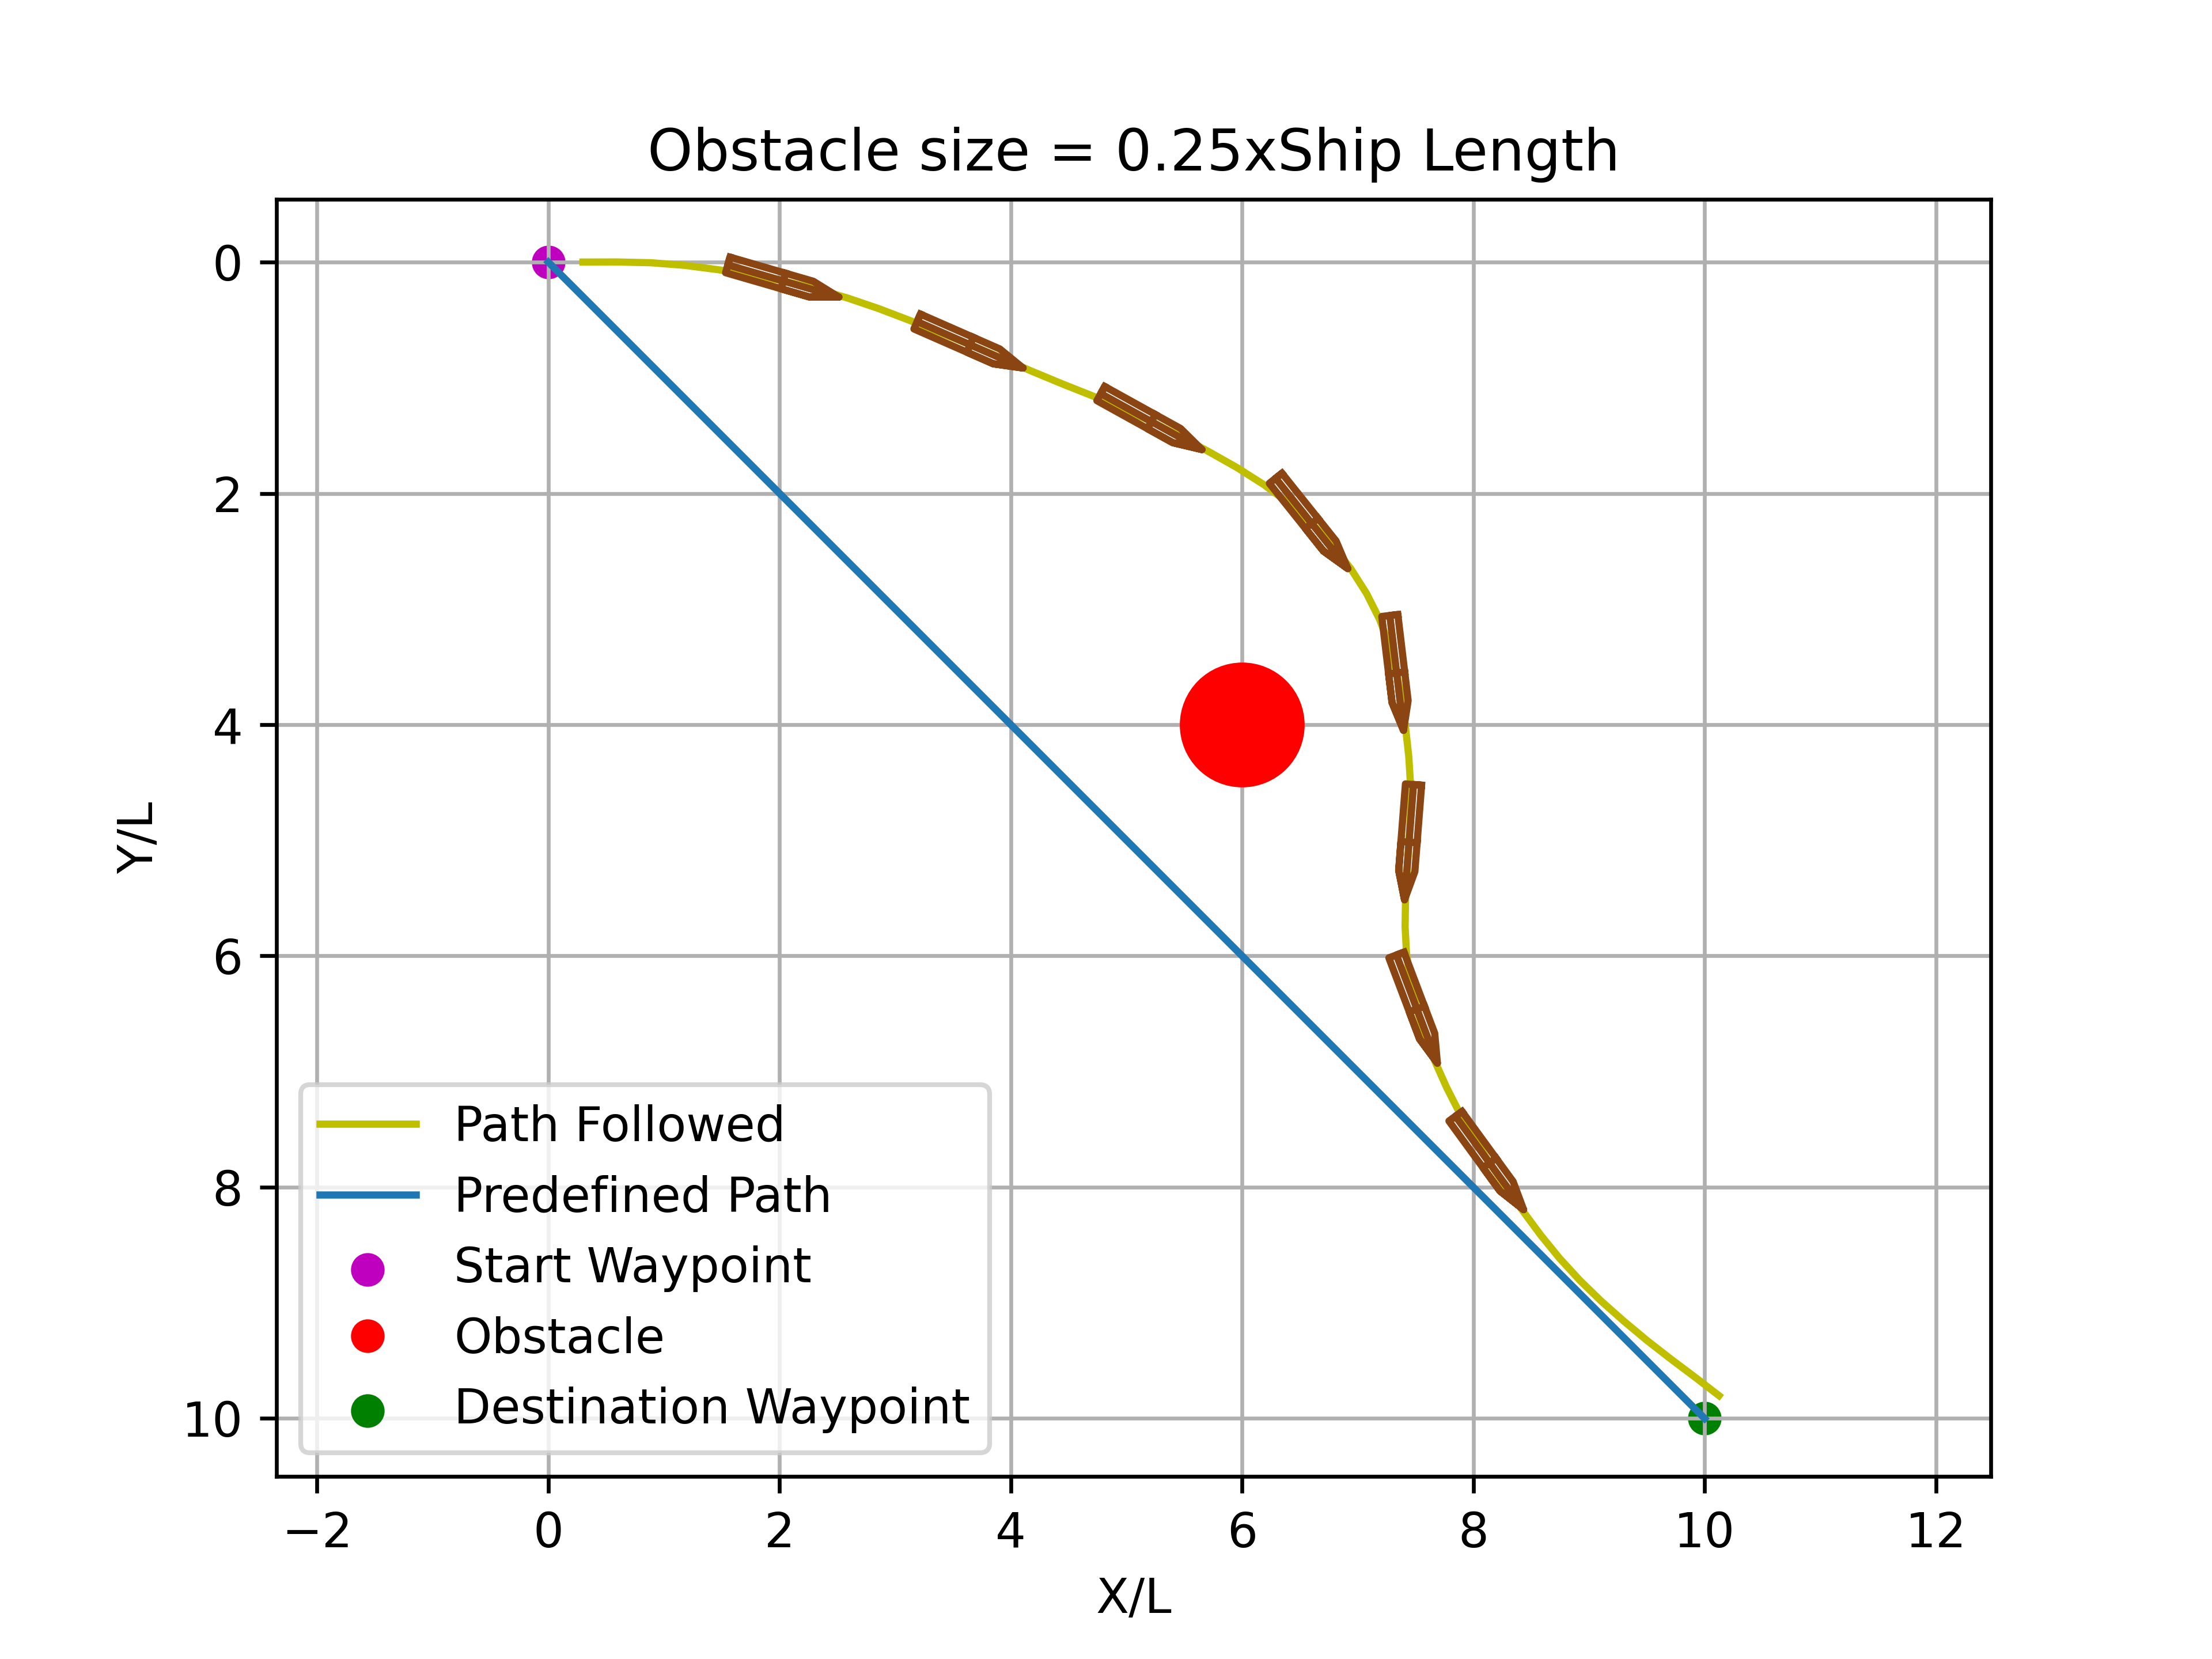 Obstacle size = 0.25xShip Length
0
2
4
6
8
10
Y/L
Path Followed
Predefined Path
Start Waypoint
Obstacle
Destination Waypoint
−2 0 2 4 6 8 10 12
X/L